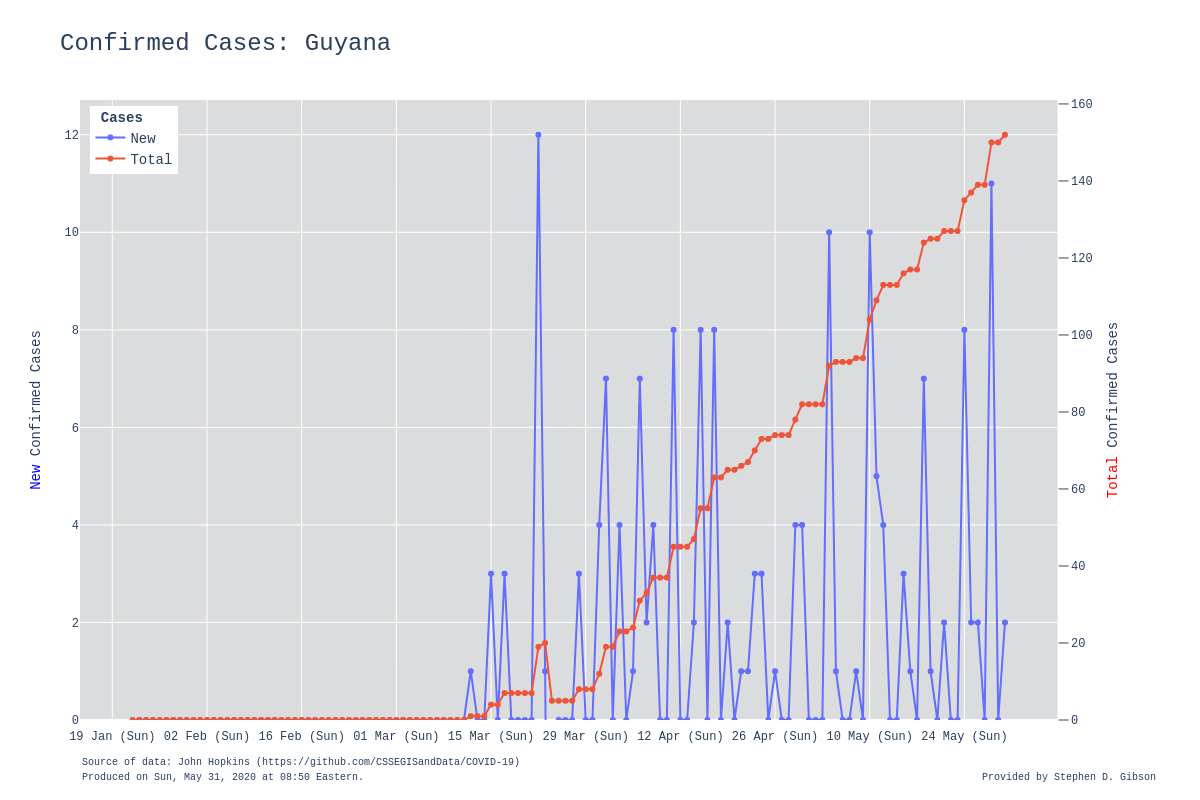 Confirmed Cases: Guyana
Cases
New
Total
12
10
8
6
4
2
0
160
140
120
100
80
60
40
20
0
New Confirmed Cases
Total Confirmed Cases
19 Jan (Sun) 02 Feb (Sun) 16 Feb (Sun) 01 Mar (Sun) 15 Mar (Sun) 29 Mar (Sun) 12 Apr (Sun) 26 Apr (Sun) 10 May (Sun) 24 May (Sun)
Source of data: John Hopkins (https://github.com/CSSEGISandData/COVID-19)
Produced on Sun, May 31, 2020 at 08:50 Eastern.
Provided by Stephen D. Gibson